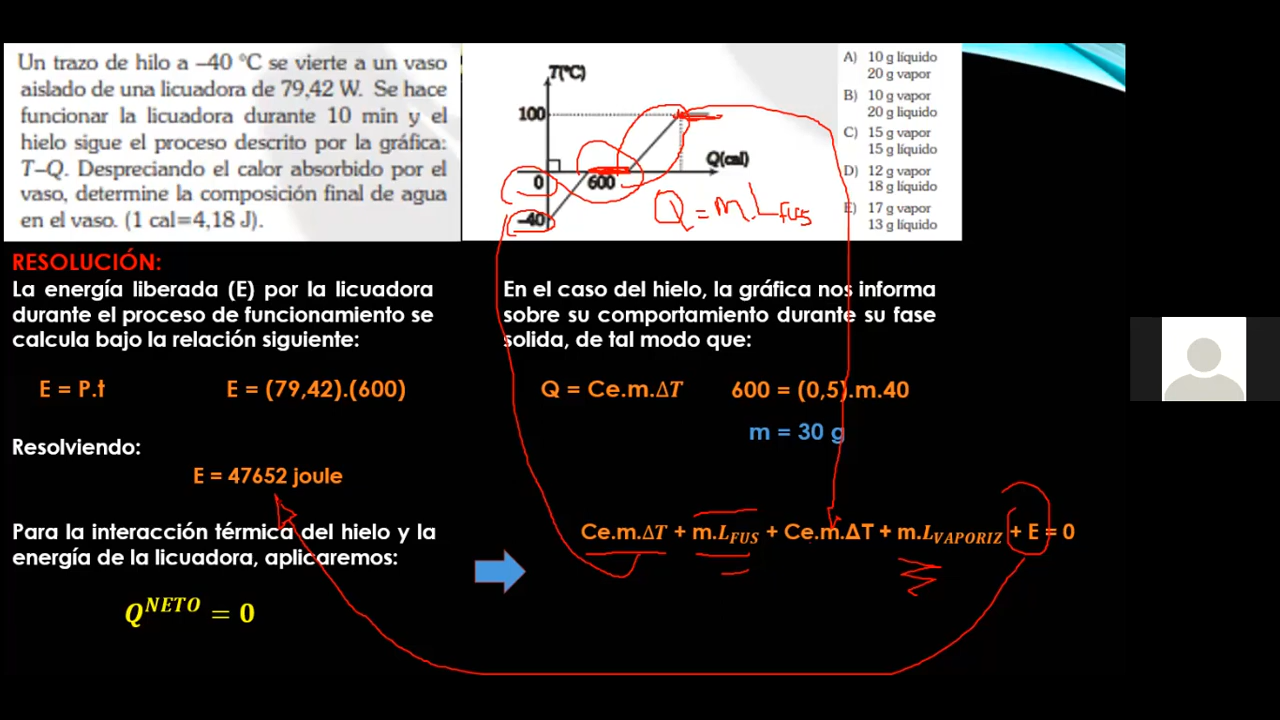 Un trazo de hilo a –40 °C se vierte a un vaso
aislado de una licuadora de 79,42 W. Se hace
funcionar la licuadora durante 10 min y el
hielo sigue el proceso descrito por la gráfica:
T–Q. Despreciando el calor absorbido por el
vaso, determine la composición final de agua
en el vaso. (1 cal=4,18 J).
T(°C)
100
Q(cal)
0
600
–40
Q = m.L FUS
A) 10 g líquido
20 g vapor
B) 10 g vapor
20 g liquido
C) 15 g vapor
15 g líquido
D) 12 g vapor
18 g líquido
E) 17 g vapor
13 g líquido
RESOLUCIÓN:
La energía liberada (E) por la licuadora
durante el proceso de funcionamiento se
calcula bajo la relación siguiente:
E = P.t E = (79,42).(600)
Resolviendo:
E = 47652 joule
Para la interacción térmica del hielo y la
energía de la licuadora, aplicaremos:
Q^NETO = 0
En el caso del hielo, la gráfica nos informa
sobre su comportamiento durante su fase
solida, de tal modo que:
Q = Ce.m.ΔT 600 = (0,5).m.40
m = 30 g
Ce.m.ΔT + m.L_FUS + Ce.m.ΔT + m.L_VAPORIZ + E = 0